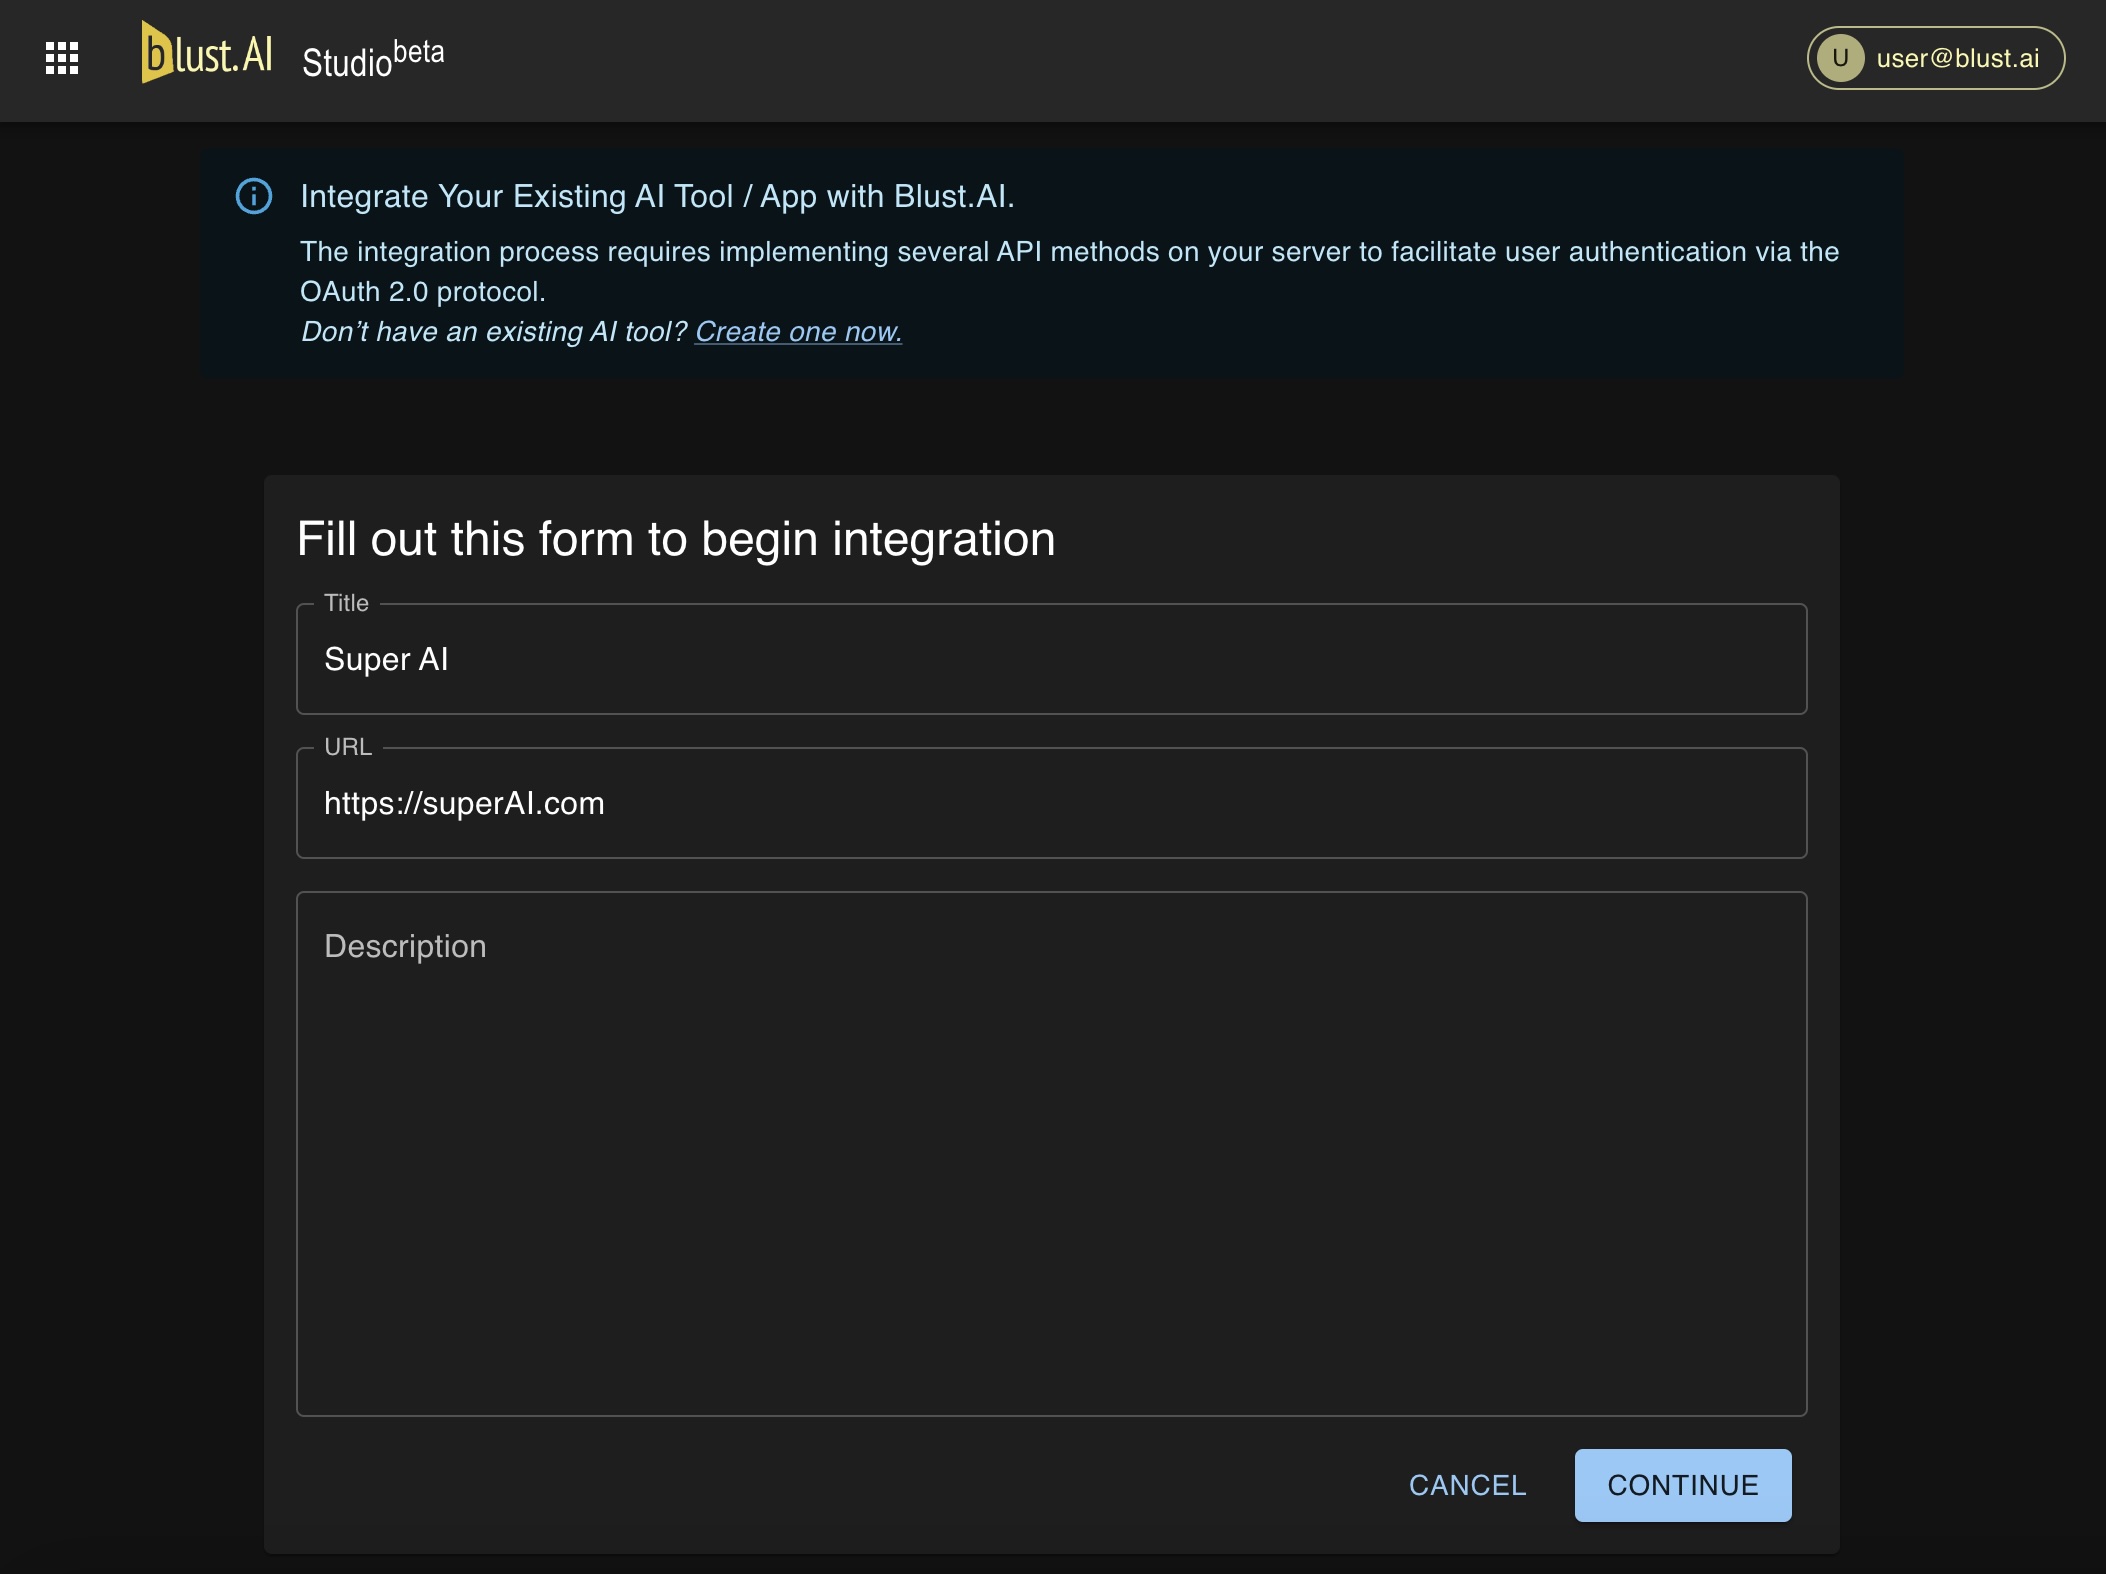 blust.AI Studio beta
U user@blust.ai
Integrate Your Existing AI Tool / App with Blust.AI.
The integration process requires implementing several API methods on your server to facilitate user authentication via the
OAuth 2.0 protocol.
Don’t have an existing AI tool? Create one now.
Fill out this form to begin integration
Title
Super AI
URL
https://superAI.com
Description
CANCEL CONTINUE